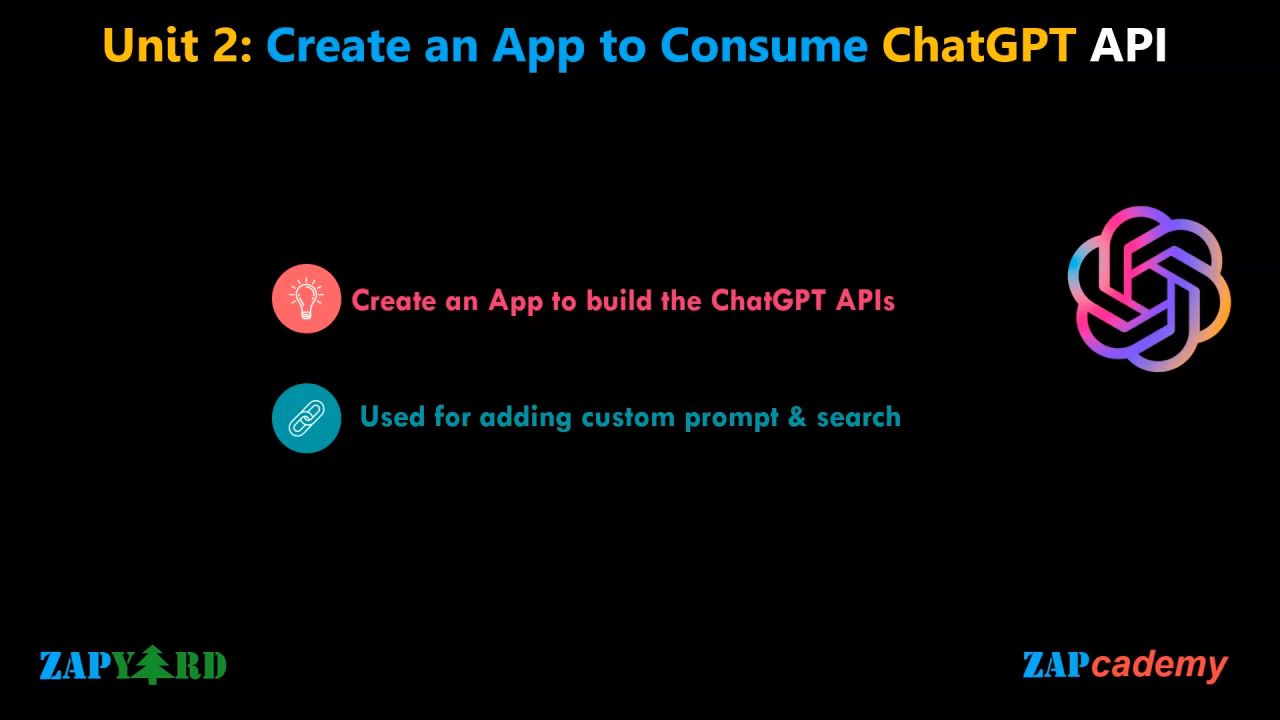 Unit 2: Create an App to Consume ChatGPT API
Create an App to build the ChatGPT APIs
Used for adding custom prompt & search
ZAPYARD
ZAPcademy